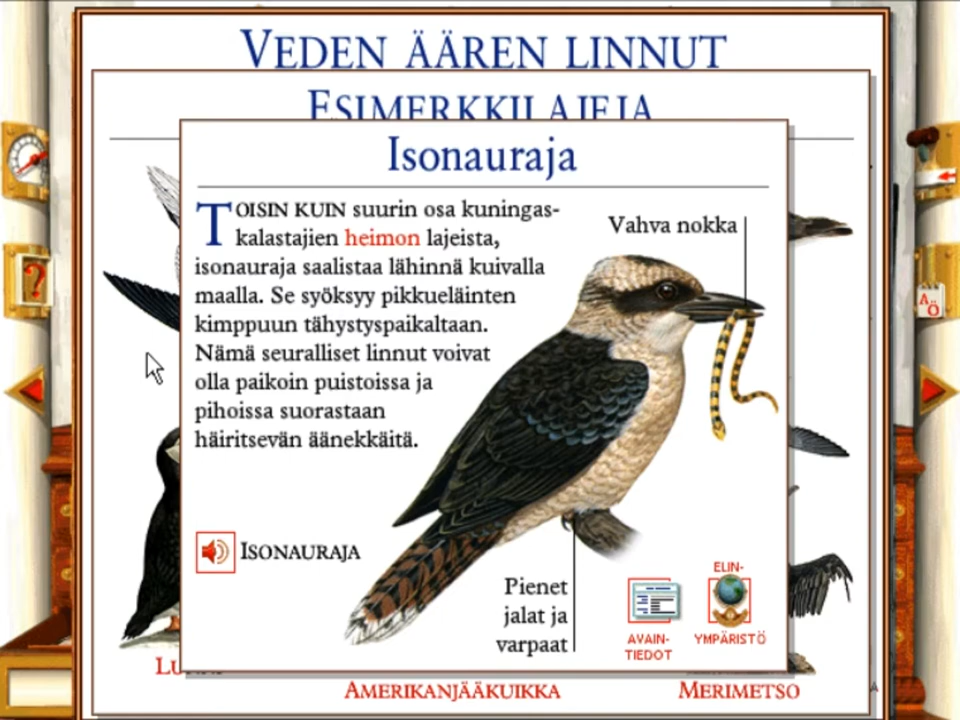 VEDEN ÄÄREN LINNUT
ESIMERKKILAJEJA
Isonauraja
TOISIN KUIN suurin osa kuningas-
kalastajien heimon lajeista,
isonauraja saalistaa lähinnä kuivalla
maalla. Se syöksyy pikkueläinten
kimppuun tähystyspaikaltaan.
Nämä seuralliset linnut voivat
olla paikoin puistoissa ja
pihoissa suorastaan
häiritsevän äänekkäitä.
Vahva nokka
ISONAURAJA
Pienet
jalat ja
varpaat
AVAIN-
TIEDOT
ELIN-
YMPÄRISTÖ
AMERIKANJÄÄKUIKKA
MERIMETSO
?
A
Ö